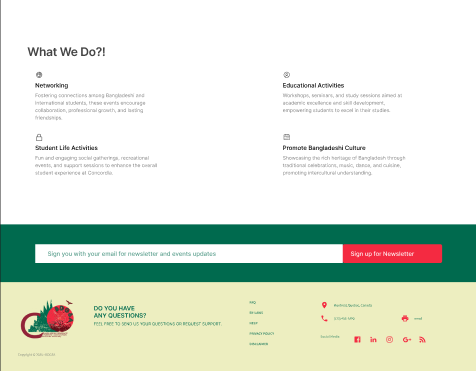 What We Do?!
Networking
Fostering connections among Bangladeshi and
international students, these events encourage
collaboration, professional growth, and lasting
friendships.
Educational Activities
Workshops, seminars, and study sessions aimed at
academic excellence and skill development,
empowering students to excel in their studies.
Student Life Activities
Fun and engaging social gatherings, recreational
events, and support sessions to enhance the overall
student experience at Concordia.
Promote Bangladeshi Culture
Showcasing the rich heritage of Bangladesh through
traditional celebrations, music, dance, and cuisine,
promoting intercultural understanding.
Sign you with your email for newsletter and events updates
Sign up for Newsletter
DO YOU HAVE
ANY QUESTIONS?
FEEL FREE TO SEND US YOUR QUESTIONS OR REQUEST SUPPORT.
FAQ
HELP
PRIVACY POLICY
DISCLAIMER
Montreal, Quebec, Canada
email
Social Media